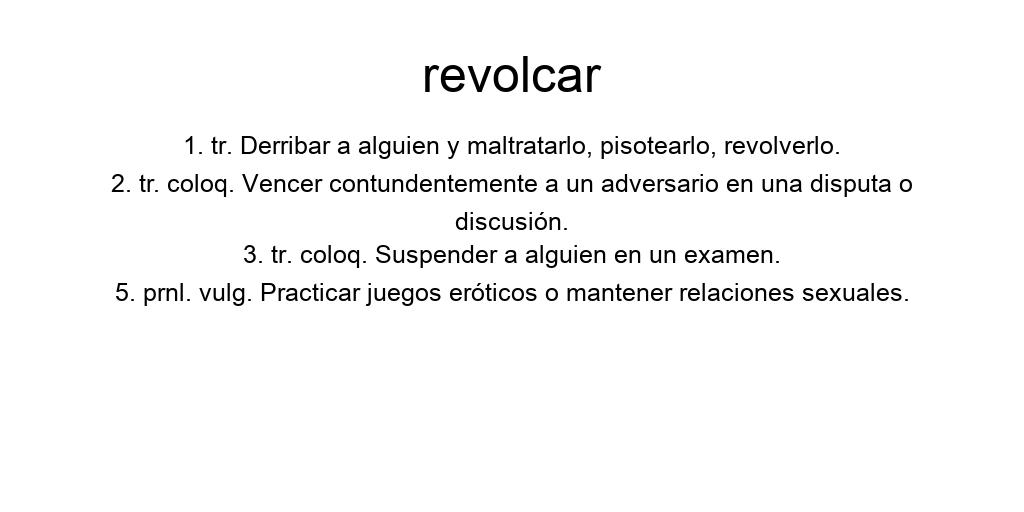 revolcar
1. tr. Derribar a alguien y maltratarlo, pisotearlo, revolverlo.
2. tr. coloq. Vencer contundentemente a un adversario en una disputa o
discusión.
3. tr. coloq. Suspender a alguien en un examen.
5. prnl. vulg. Practicar juegos eróticos o mantener relaciones sexuales.